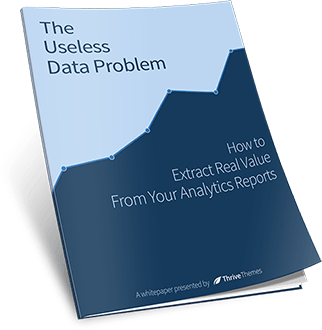 The
Useless
Data Problem
How to
Extract Real Value
From Your Analytics Reports
A whitepaper presented by ThriveThemes